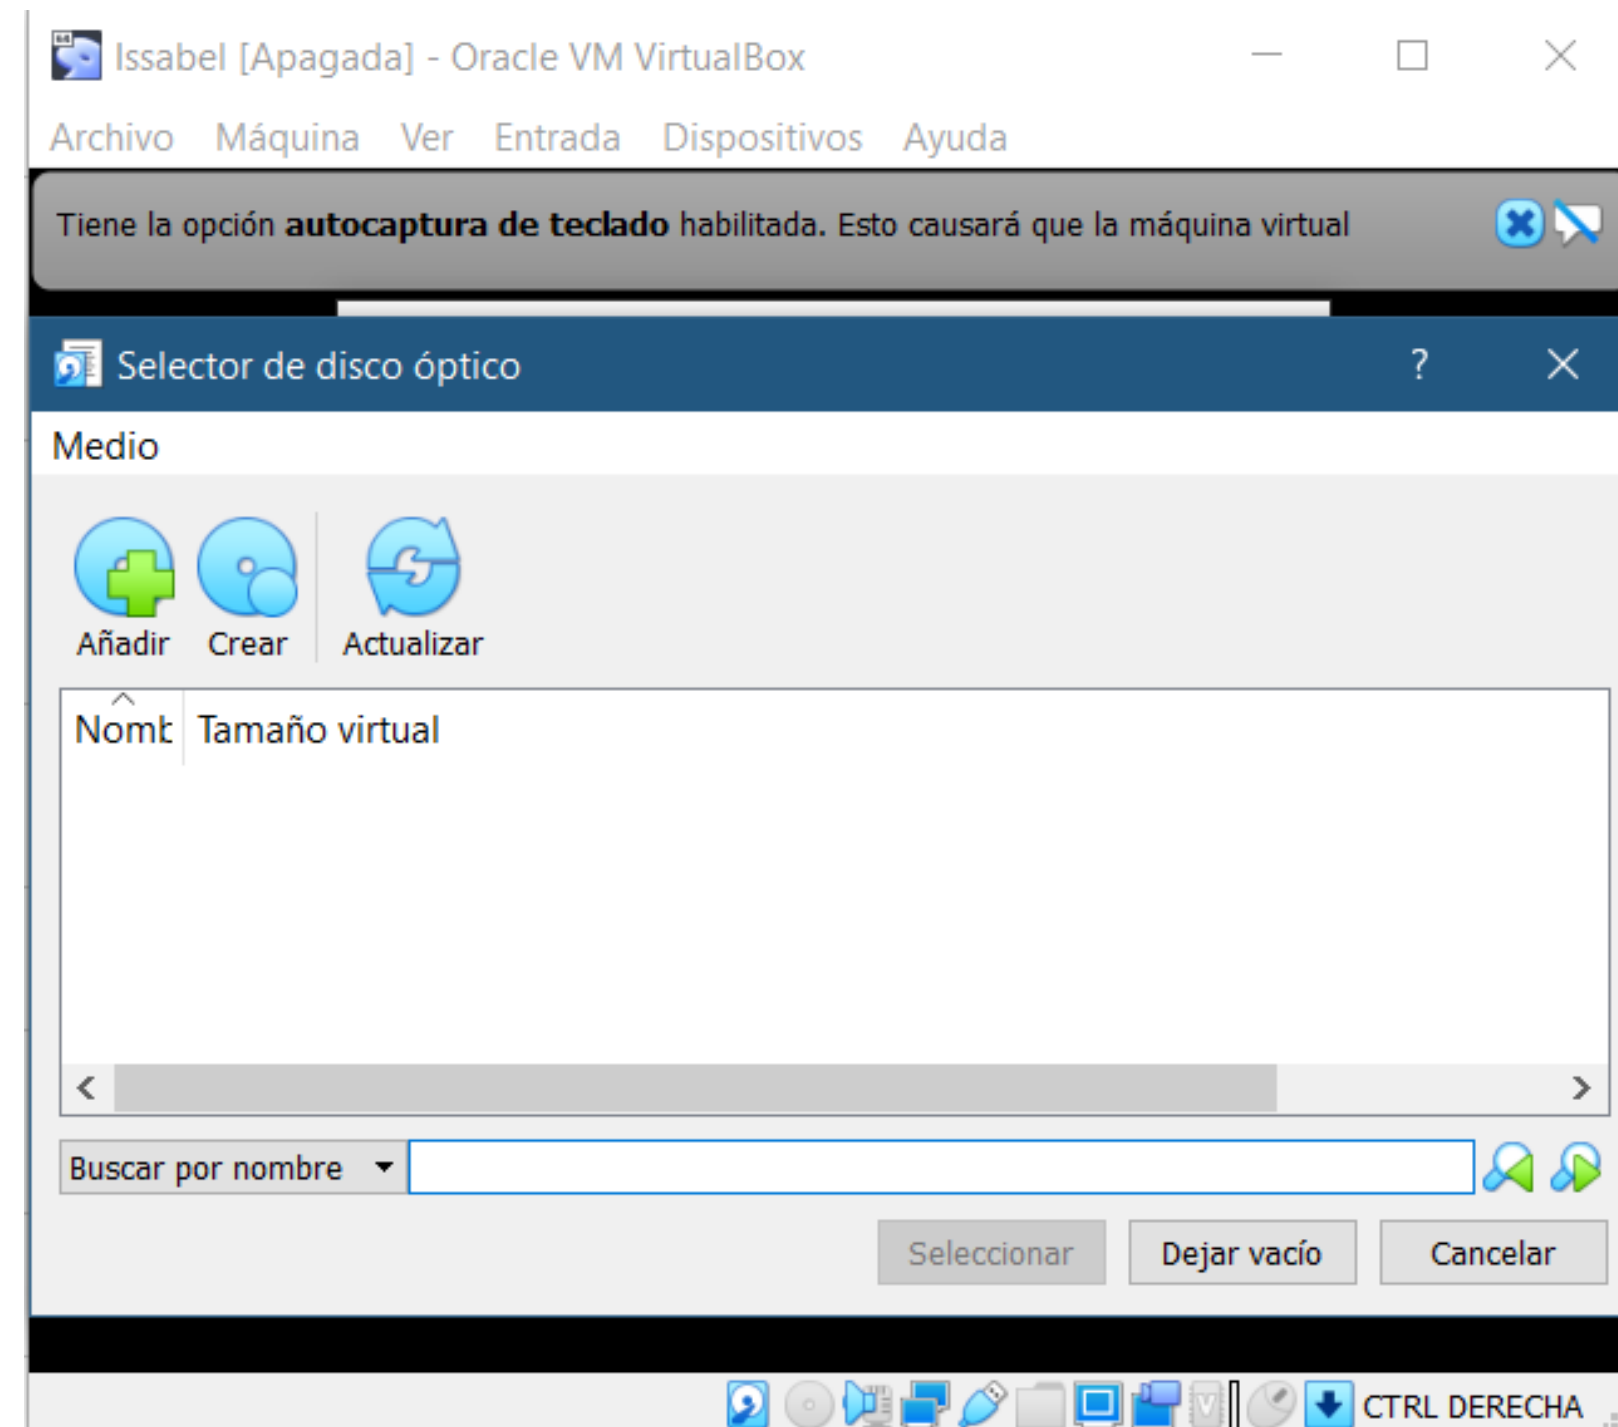 Issabel [Apagada] - Oracle VM VirtualBox
Archivo Máquina Ver Entrada Dispositivos Ayuda
Tiene la opción autocaptura de teclado habilitada. Esto causará que la máquina virtual
Selector de disco óptico
Medio
Añadir Crear Actualizar
Nomb Tamaño virtual
Buscar por nombre
Seleccionar Dejar vacío Cancelar
CTRL DERECHA